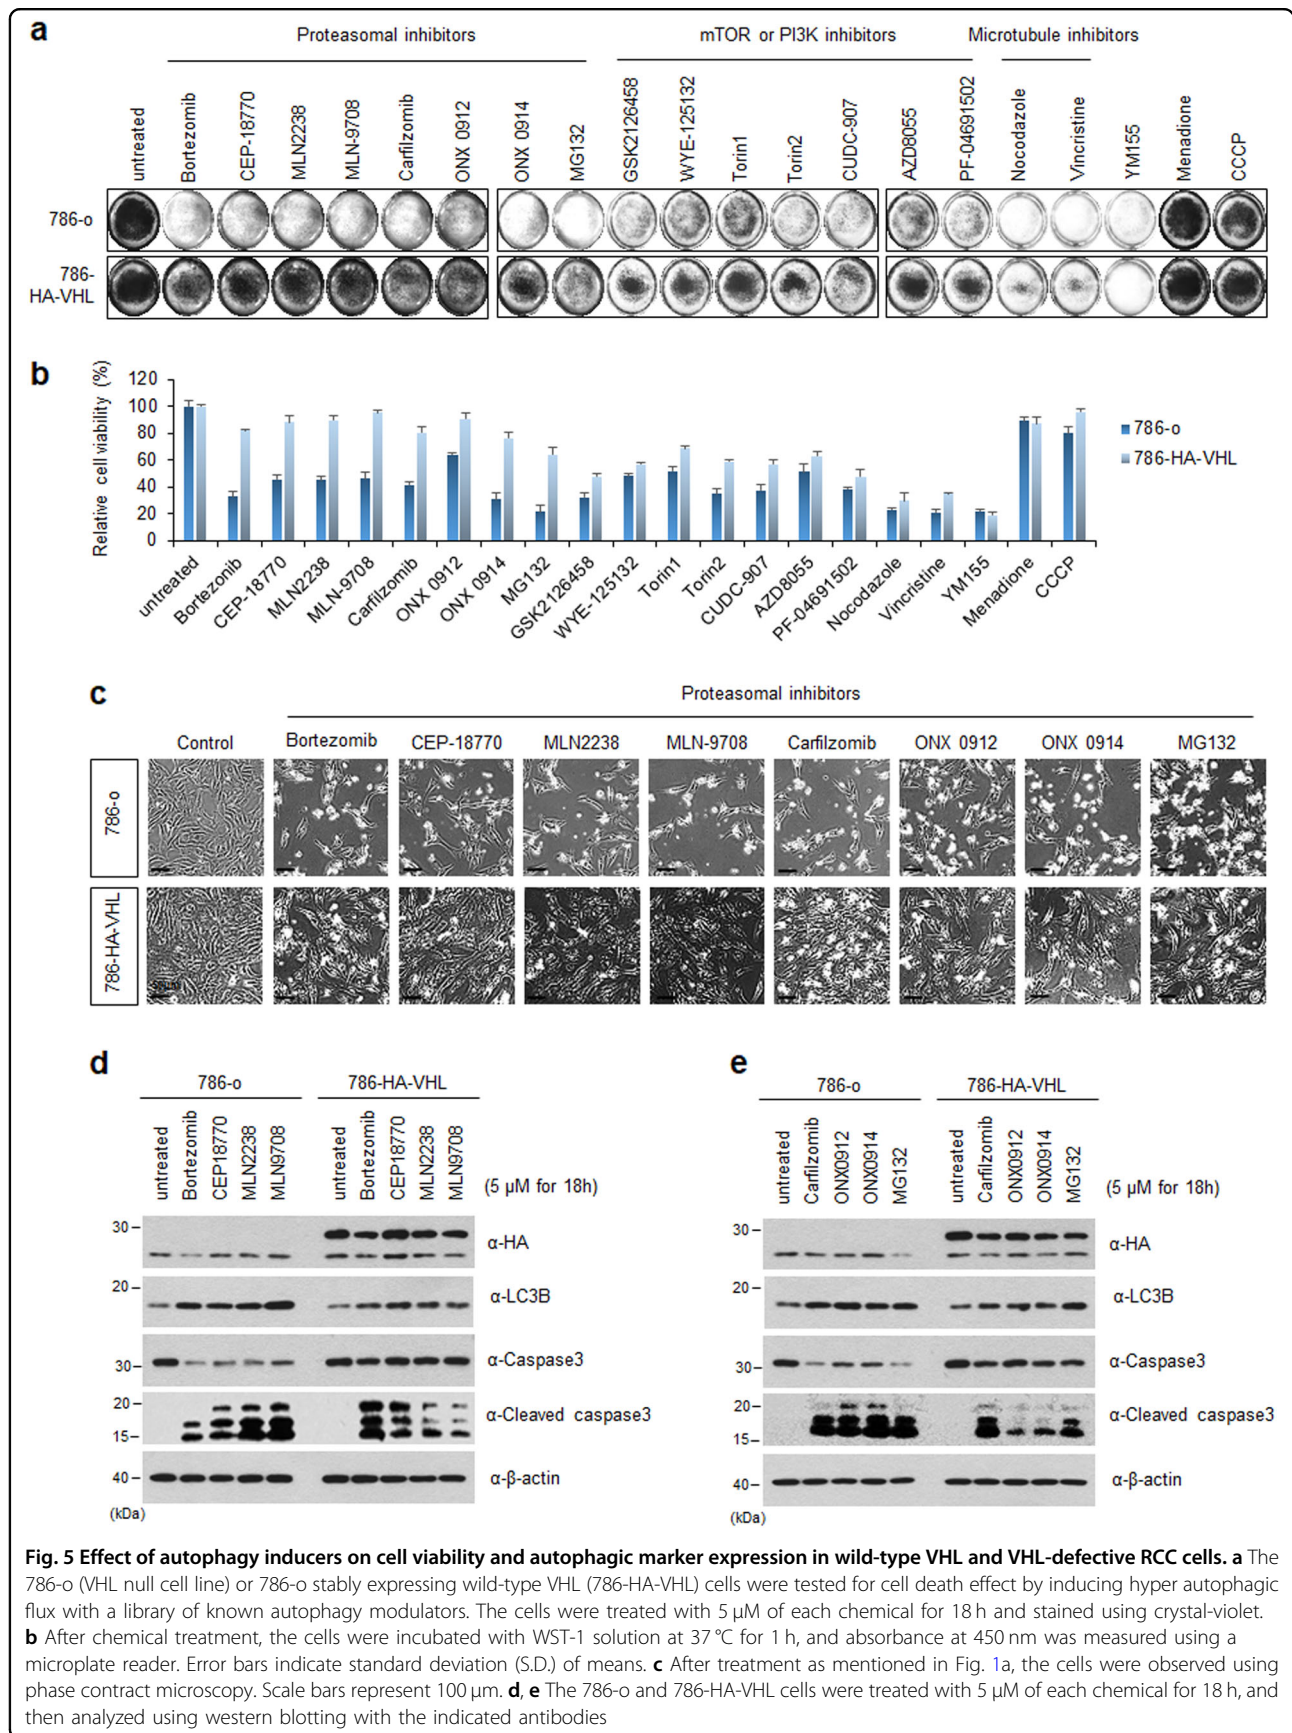 a
Proteasomal inhibitors
mTOR or PI3K inhibitors
Microtubule inhibitors
untreated
Bortezomib
CEP-18770
MLN2238
MLN-9708
Carfilzomib
ONX 0912
ONX 0914
MG132
GSK2126458
WYE-125132
Torin1
Torin2
CUDC-907
AZD8055
PF-04691502
Nocodazole
Vincristine
YM155
Menadione
CCCP
786-o
786-
HA-VHL
b
Relative cell viability (%)
120
100
80
60
40
20
0
786-o
786-HA-VHL
untreated
Bortezonib
CEP-18770
MLN2238
MLN-9708
Carfilzomib
ONX 0912
ONX 0914
MG132
GSK2126458
WYE-125132
Torin1
Torin2
CUDC-907
AZD8055
PF-04691502
Nocodazole
Vincristine
YM155
Menadione
CCCP
c
Proteasomal inhibitors
Control
Bortezomib
CEP-18770
MLN2238
MLN-9708
Carfilzomib
ONX 0912
ONX 0914
MG132
786-o
786-HA-VHL
d
786-o
786-HA-VHL
untreated
Bortezomib
CEP18770
MLN2238
MLN9708
untreated
Bortezomib
CEP18770
MLN2238
MLN9708
(5 µM for 18h)
30
α-HA
20
α-LC3B
30
α-Caspase3
20
15
α-Cleaved caspase3
40
α-β-actin
(kDa)
e
786-o
786-HA-VHL
untreated
Carfilzomib
ONX0912
ONX0914
MG132
untreated
Carfilzomib
ONX0912
ONX0914
MG132
(5 µM for 18h)
30
α-HA
20
α-LC3B
30
α-Caspase3
20
15
α-Cleaved caspase3
40
α-β-actin
(kDa)
Fig. 5 Effect of autophagy inducers on cell viability and autophagic marker expression in wild-type VHL and VHL-defective RCC cells. a The
786-o (VHL null cell line) or 786-o stably expressing wild-type VHL (786-HA-VHL) cells were tested for cell death effect by inducing hyper autophagic
flux with a library of known autophagy modulators. The cells were treated with 5 µM of each chemical for 18 h and stained using crystal-violet.
b After chemical treatment, the cells were incubated with WST-1 solution at 37 °C for 1 h, and absorbance at 450 nm was measured using a
microplate reader. Error bars indicate standard deviation (S.D.) of means. c After treatment as mentioned in Fig. 1a, the cells were observed using
phase contract microscopy. Scale bars represent 100 µm. d, e The 786-o and 786-HA-VHL cells were treated with 5 µM of each chemical for 18 h, and
then analyzed using western blotting with the indicated antibodies